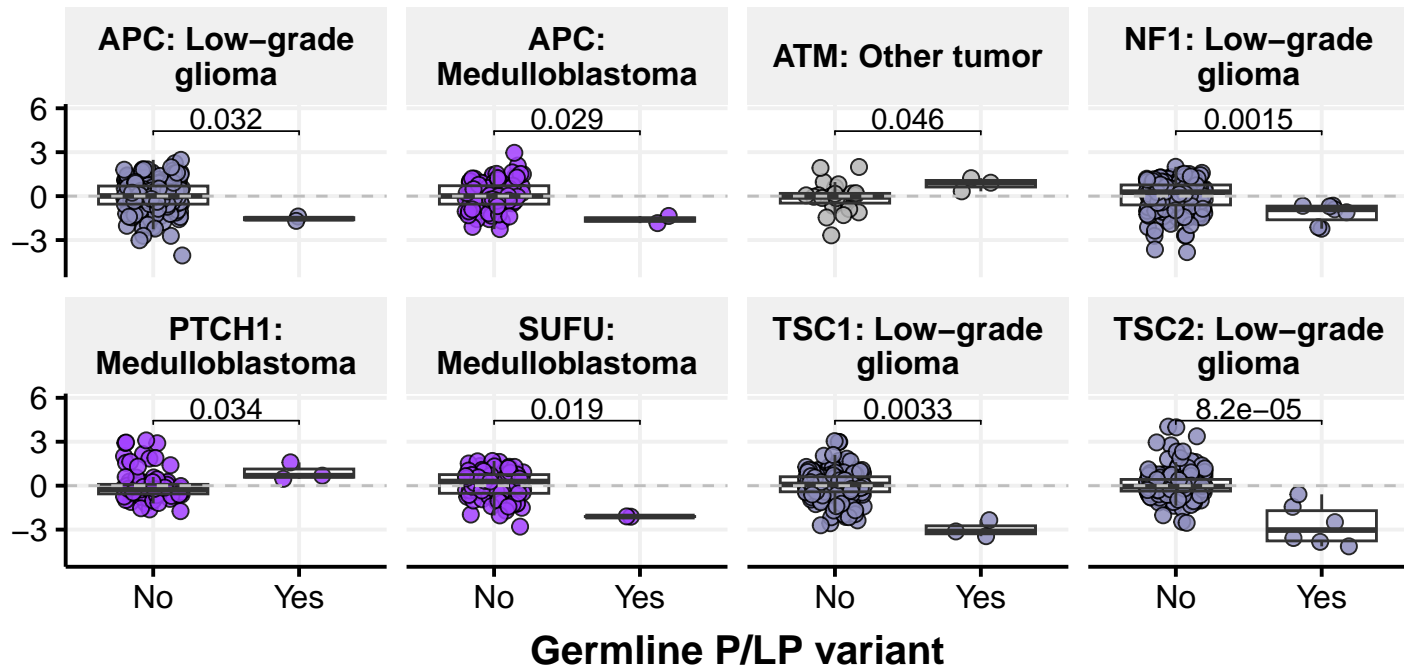 APC: Low−grade
glioma
APC:
Medulloblastoma
ATM: Other tumor
NF1: Low−grade
glioma
6
3
0
−3
0.032
0.029
0.046
0.0015
PTCH1:
Medulloblastoma
SUFU:
Medulloblastoma
TSC1: Low−grade
glioma
TSC2: Low−grade
glioma
6
3
0
−3
0.034
0.019
0.0033
8.2e−05
No Yes No Yes No Yes No Yes
Germline P/LP variant